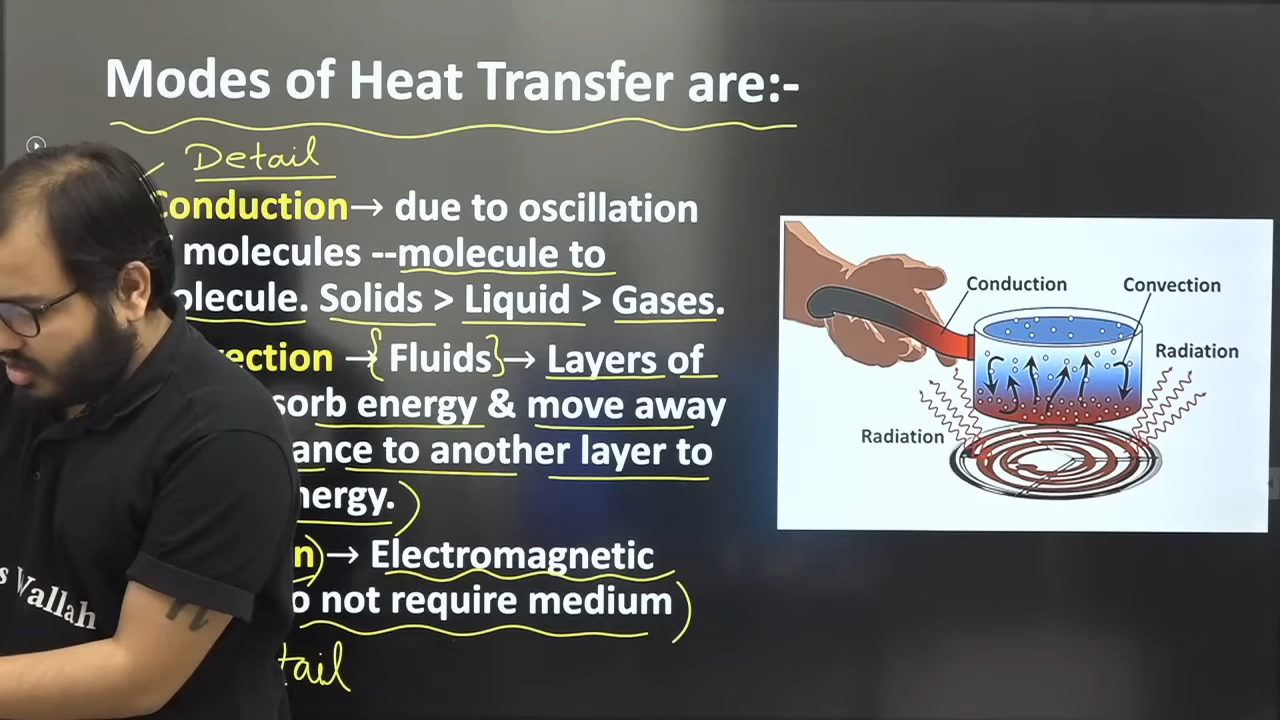 Modes of Heat Transfer are:-
Detail
Conduction→ due to oscillation
molecules --molecule to
olecule. Solids > Liquid > Gases.
ection →{Fluids}→ Layers of
sorb energy & move away
ance to another layer to
nergy.)
n)→ Electromagnetic
o not require medium)
tail
Conduction
Convection
Radiation
Radiation
s Wallah